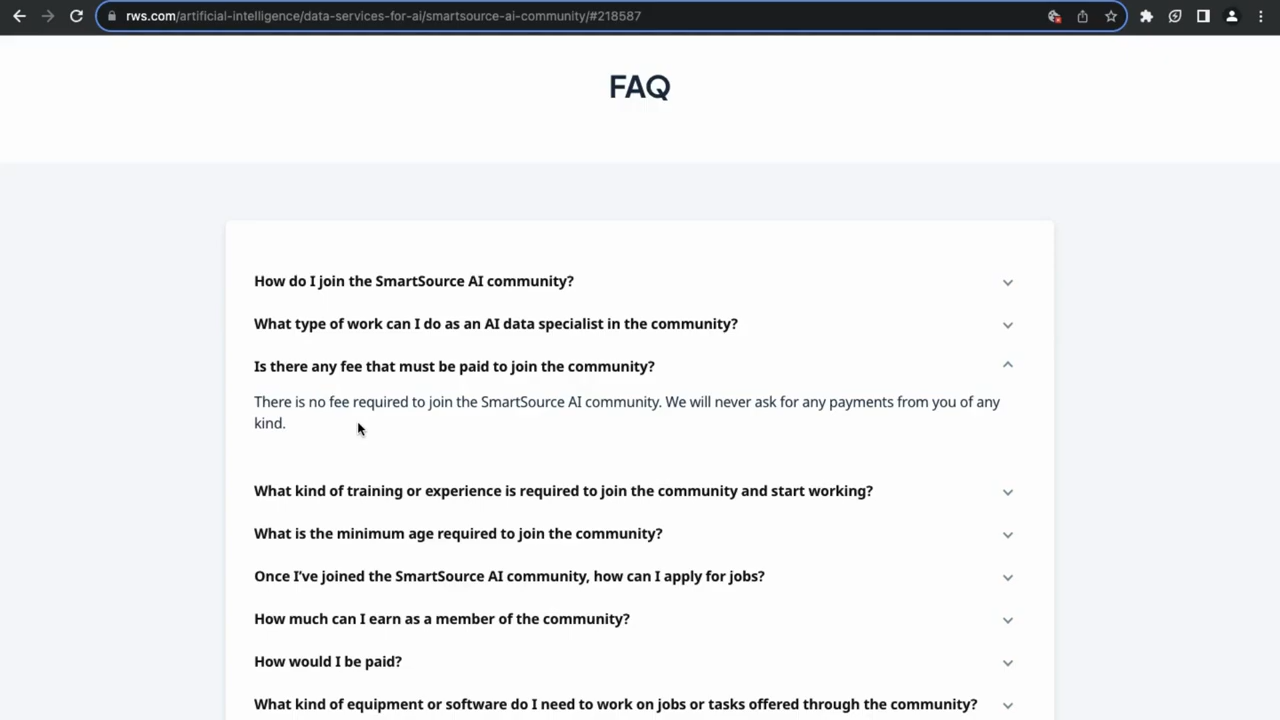 rws.com/artificial-intelligence/data-services-for-ai/smartsource-ai-community/#218587
FAQ
How do I join the SmartSource AI community?
What type of work can I do as an AI data specialist in the community?
Is there any fee that must be paid to join the community?
There is no fee required to join the SmartSource AI community. We will never ask for any payments from you of any
kind.
What kind of training or experience is required to join the community and start working?
What is the minimum age required to join the community?
Once I've joined the SmartSource AI community, how can I apply for jobs?
How much can I earn as a member of the community?
How would I be paid?
What kind of equipment or software do I need to work on jobs or tasks offered through the community?